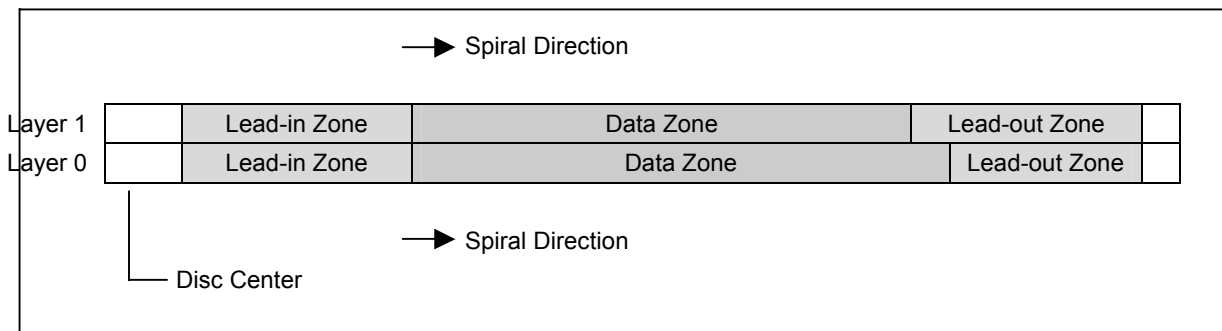 Spiral Direction
Layer 1 Lead-in Zone Data Zone Lead-out Zone
Layer 0 Lead-in Zone Data Zone Lead-out Zone
Spiral Direction
Disc Center